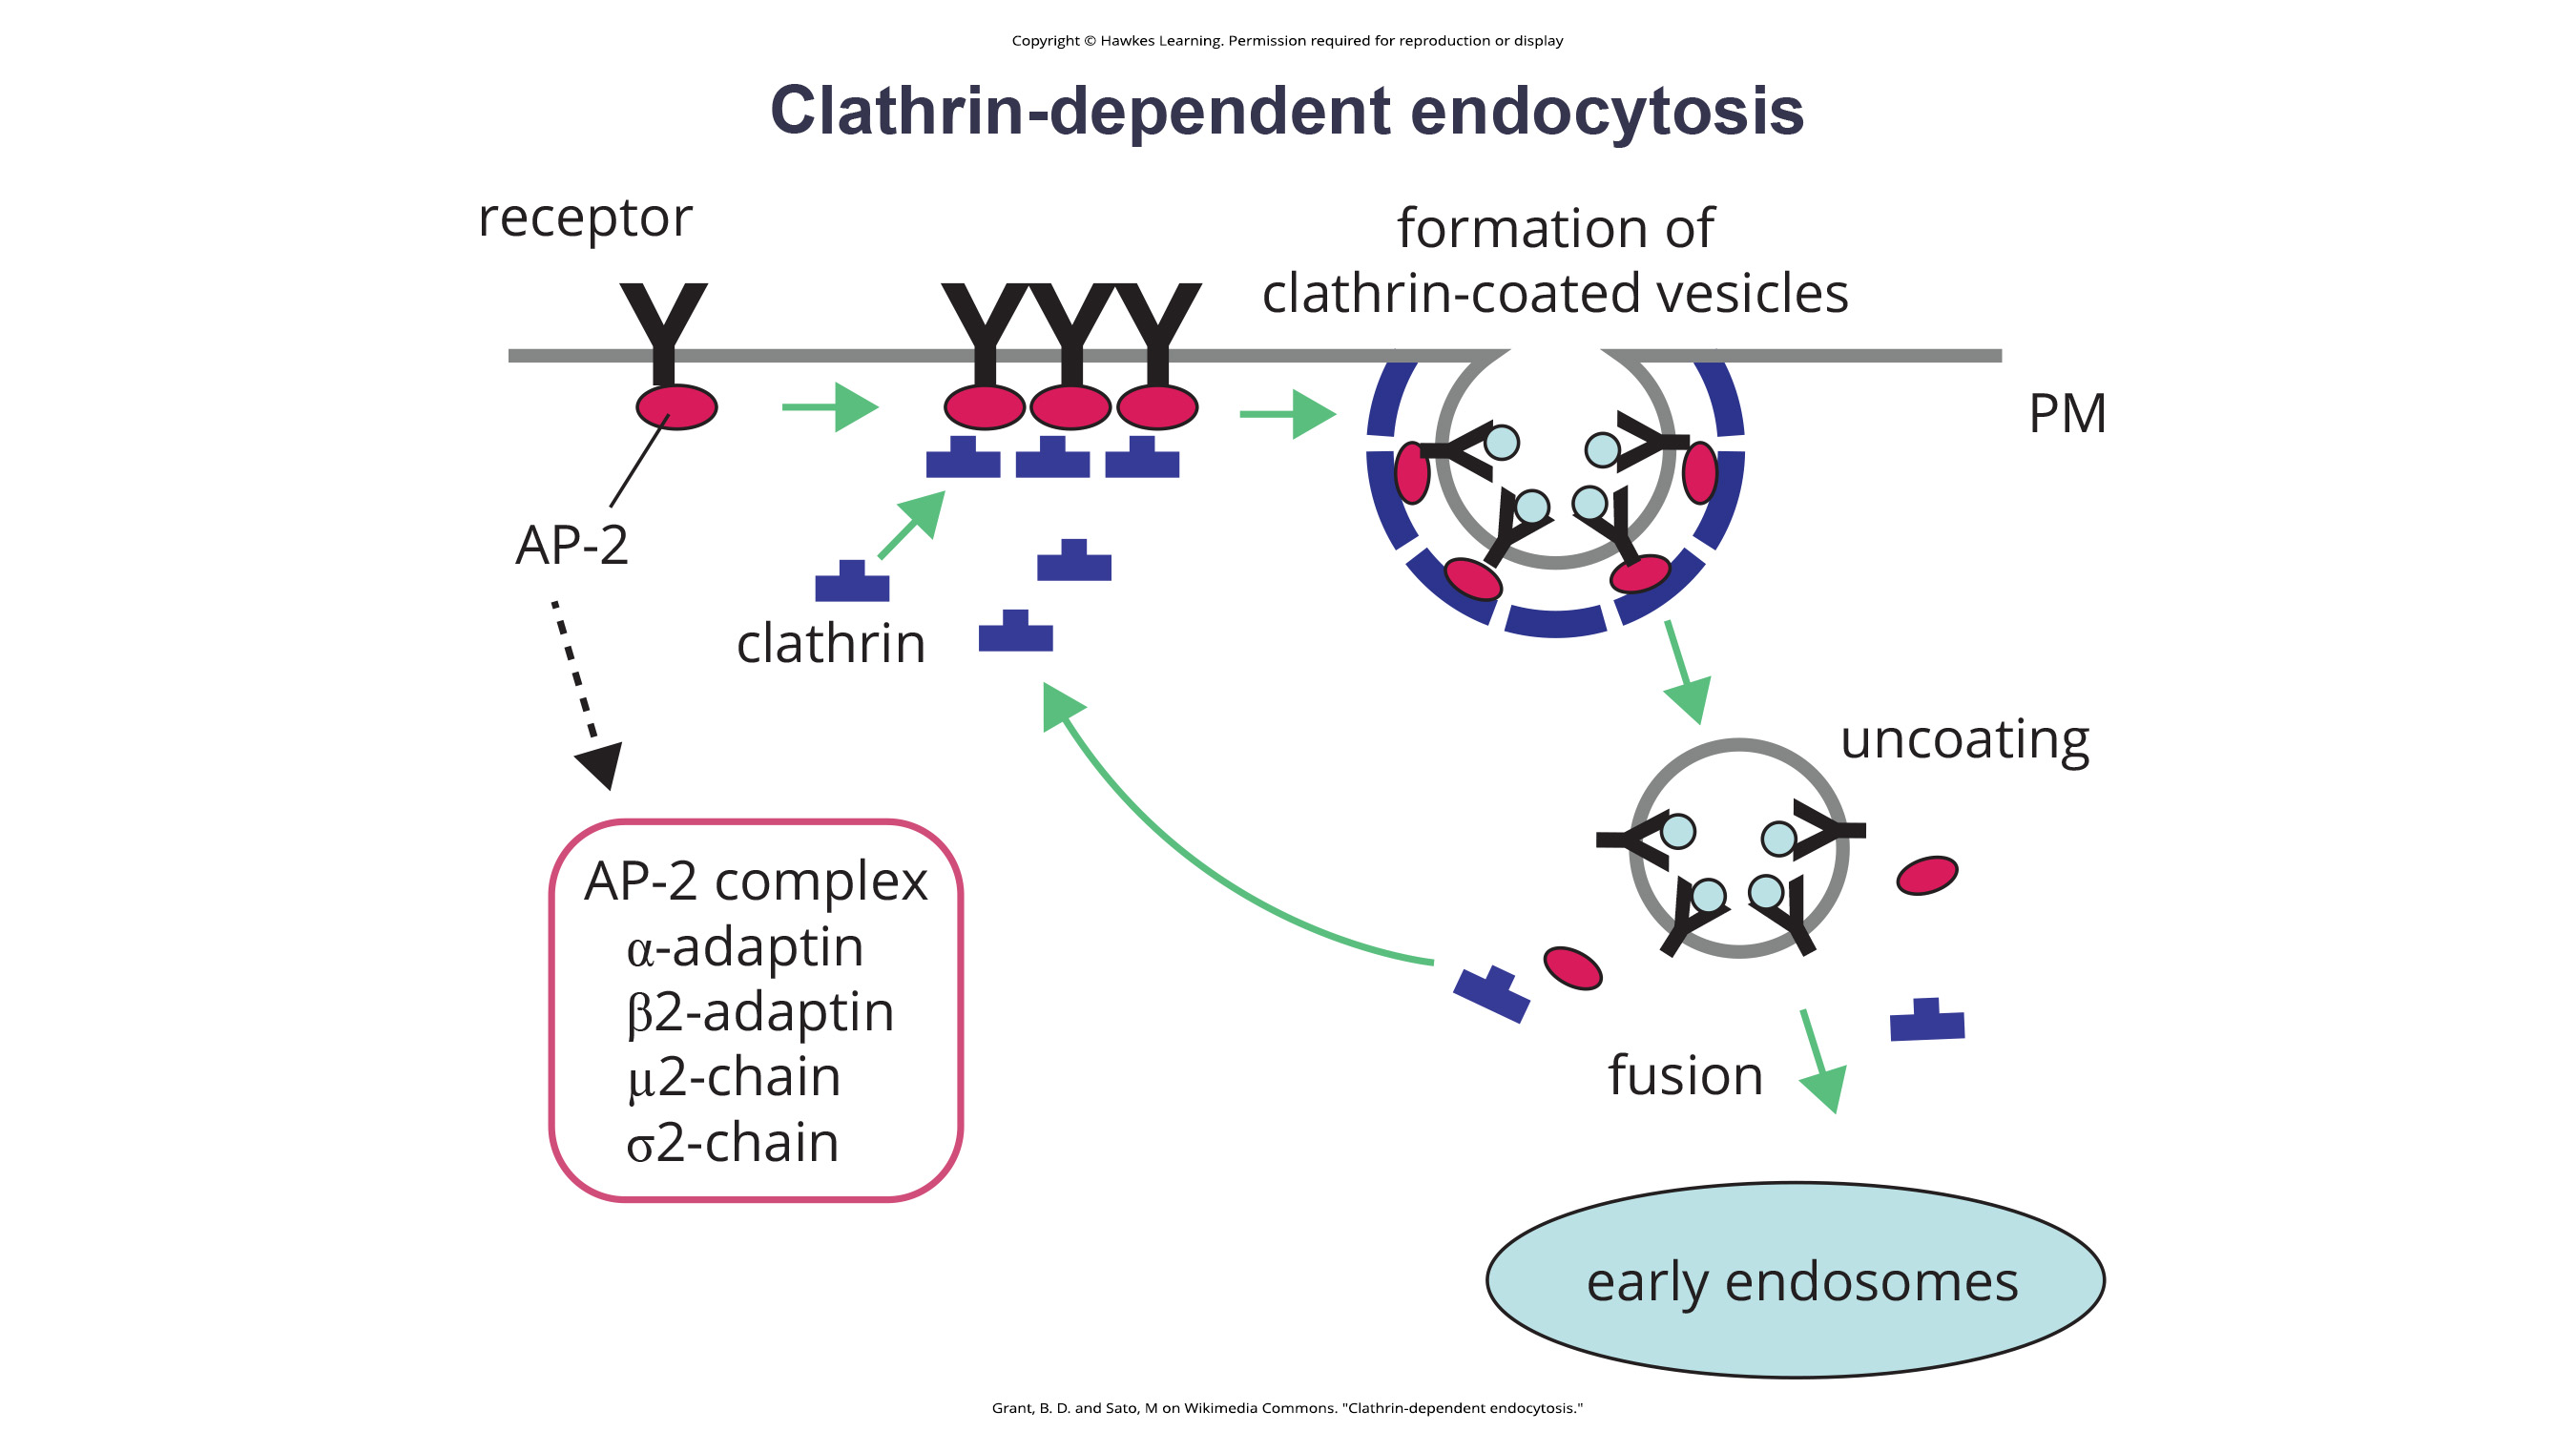 Copyright © Hawkes Learning. Permission required for reproduction or display
Clathrin-dependent endocytosis
receptor
formation of
clathrin-coated vesicles
PM
AP-2
clathrin
uncoating
AP-2 complex
α-adaptin
β2-adaptin
μ2-chain
σ2-chain
fusion
early endosomes
Grant, B. D. and Sato, M on Wikimedia Commons. "Clathrin-dependent endocytosis."